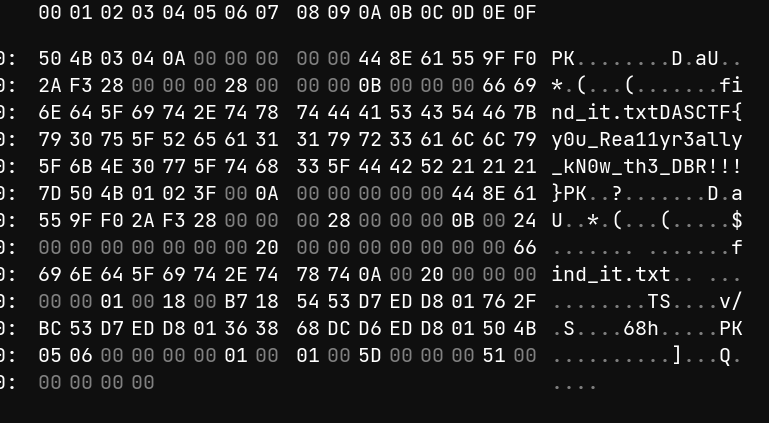 00 01 02 03 04 05 06 07 08 09 0A 0B 0C 0D 0E 0F
0: 50 4B 03 04 0A 00 00 00 00 00 44 8E 61 55 9F F0 PK........D.aU..
0: 2A F3 28 00 00 00 28 00 00 00 0B 00 00 00 66 69 *.(...(.......fi
0: 6E 64 5F 69 74 2E 74 78 74 44 41 53 43 54 46 7B nd_it.txtDASCTF{
0: 79 30 75 5F 52 65 61 31 31 79 72 33 61 6C 6C 79 y0u_Rea11yr3ally
0: 5F 6B 4E 30 77 5F 74 68 33 5F 44 42 52 21 21 21 _kN0w_th3_DBR!!!
0: 7D 50 4B 01 02 3F 00 0A 00 00 00 00 00 44 8E 61 }PK..?.......D.a
0: 55 9F F0 2A F3 28 00 00 00 28 00 00 00 0B 00 24 U..*.(...(.....$
0: 00 00 00 00 00 00 00 20 00 00 00 00 00 00 00 66 ....... .......f
0: 69 6E 64 5F 69 74 2E 74 78 74 0A 00 20 00 00 00 ind_it.txt.. ...
0: 00 00 01 00 18 00 B7 18 54 53 D7 ED D8 01 76 2F ........TS....v/
0: BC 53 D7 ED D8 01 36 38 68 DC D6 ED D8 01 50 4B .S....68h.....PK
0: 05 06 00 00 00 00 01 00 01 00 5D 00 00 00 51 00 ..........]...Q.
0: 00 00 00 00 ....